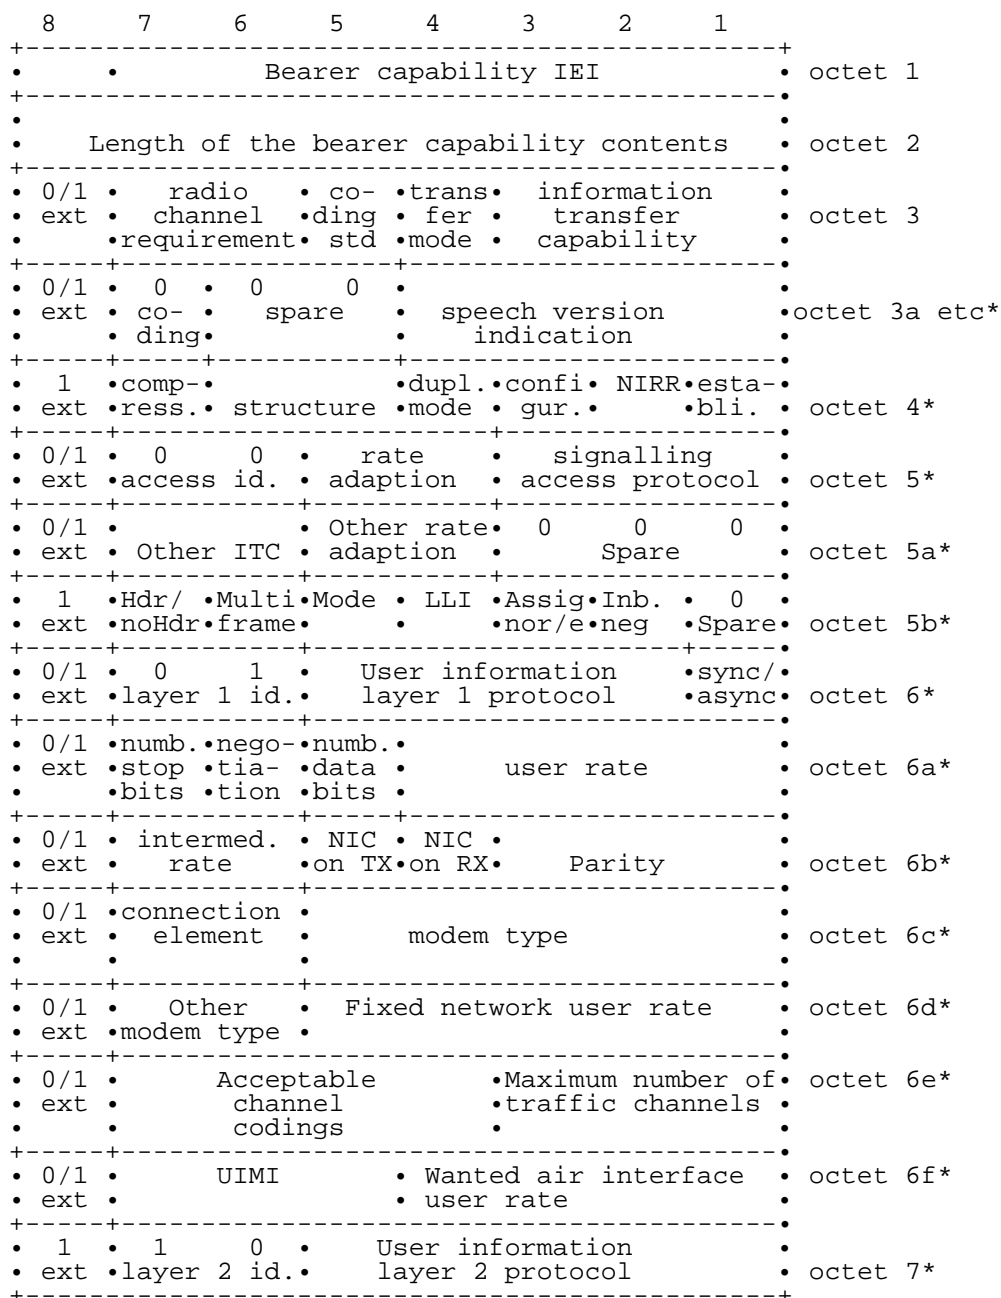 8 7 6 5 4 3 2 1
+-----------------------------------------------+
• • Bearer capability IEI • octet 1
+-----------------------------------------------•
• •
• Length of the bearer capability contents • octet 2
+-----------------------------------------------•
• 0/1 • radio • co- •trans• information •
• ext • channel •ding • fer • transfer • octet 3
• •requirement• std •mode • capability •
+-----+-----------------+-----------------------•
• 0/1 • 0 • 0 0 • •
• ext • co- • spare • speech version •octet 3a etc*
• • ding• • indication •
+-----+-----+-----------+-----------------------•
• 1 •comp-• •dupl.•confi• NIRR•esta-•
• ext •ress.• structure •mode • gur.• •bli. • octet 4*
+-----+-----------------------+-----------------•
• 0/1 • 0 0 • rate • signalling •
• ext •access id. • adaption • access protocol • octet 5*
+-----+-----------+-----------+-----------------•
• 0/1 • • Other rate• 0 0 0 •
• ext • Other ITC • adaption • Spare • octet 5a*
+-----+-----------+-----------+-----------------•
• 1 •Hdr/ •Multi•Mode • LLI •Assig•Inb. • 0 •
• ext •noHdr•frame• • •nor/e•neg •Spare• octet 5b*
+-----+-----------+-----------------------+-----•
• 0/1 • 0 1 • User information •sync/•
• ext •layer 1 id.• layer 1 protocol •async• octet 6*
+-----+-----------+-----------------------------•
• 0/1 •numb.•nego-•numb.• •
• ext •stop •tia- •data • user rate • octet 6a*
• •bits •tion •bits • •
+-----+-----------+-----+-----------------------•
• 0/1 • intermed. • NIC • NIC • •
• ext • rate •on TX•on RX• Parity • octet 6b*
+-----+-----------+-----------------------------•
• 0/1 •connection • •
• ext • element • modem type • octet 6c*
• • • •
+-----+-----------+-----------------------------•
• 0/1 • Other • Fixed network user rate • octet 6d*
• ext •modem type • •
+-----+-----------------------------------------•
• 0/1 • Acceptable •Maximum number of• octet 6e*
• ext • channel •traffic channels •
• • codings • •
+-----+-----------------------------------------•
• 0/1 • UIMI • Wanted air interface • octet 6f*
• ext • • user rate •
+-----+-----------------------------------------•
• 1 • 1 0 • User information •
• ext •layer 2 id.• layer 2 protocol • octet 7*
+-----------------------------------------------+